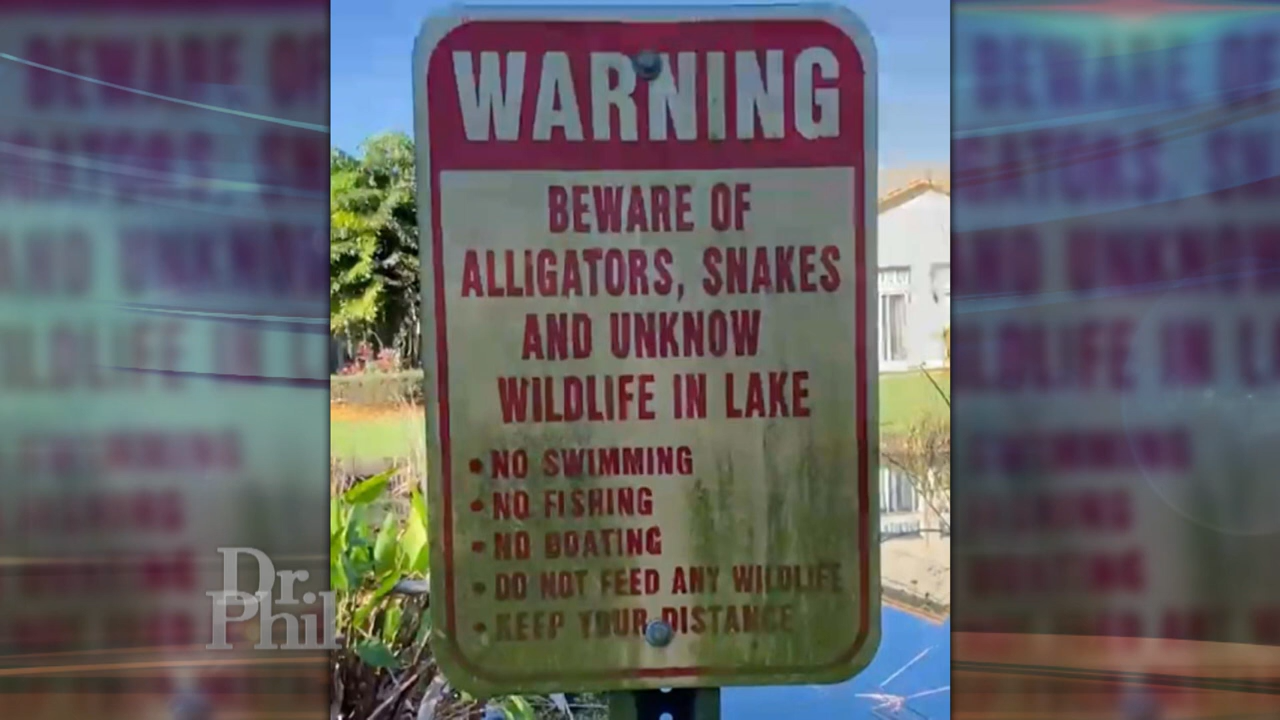 WARNING
BEWARE OF
ALLIGATORS, SNAKES
AND UNKNOW
WILDLIFE IN LAKE
• NO SWIMMING
• NO FISHING
• NO BOATING
• DO NOT FEED ANY WILDLIFE
• KEEP YOUR DISTANCE
Dr.
Phil